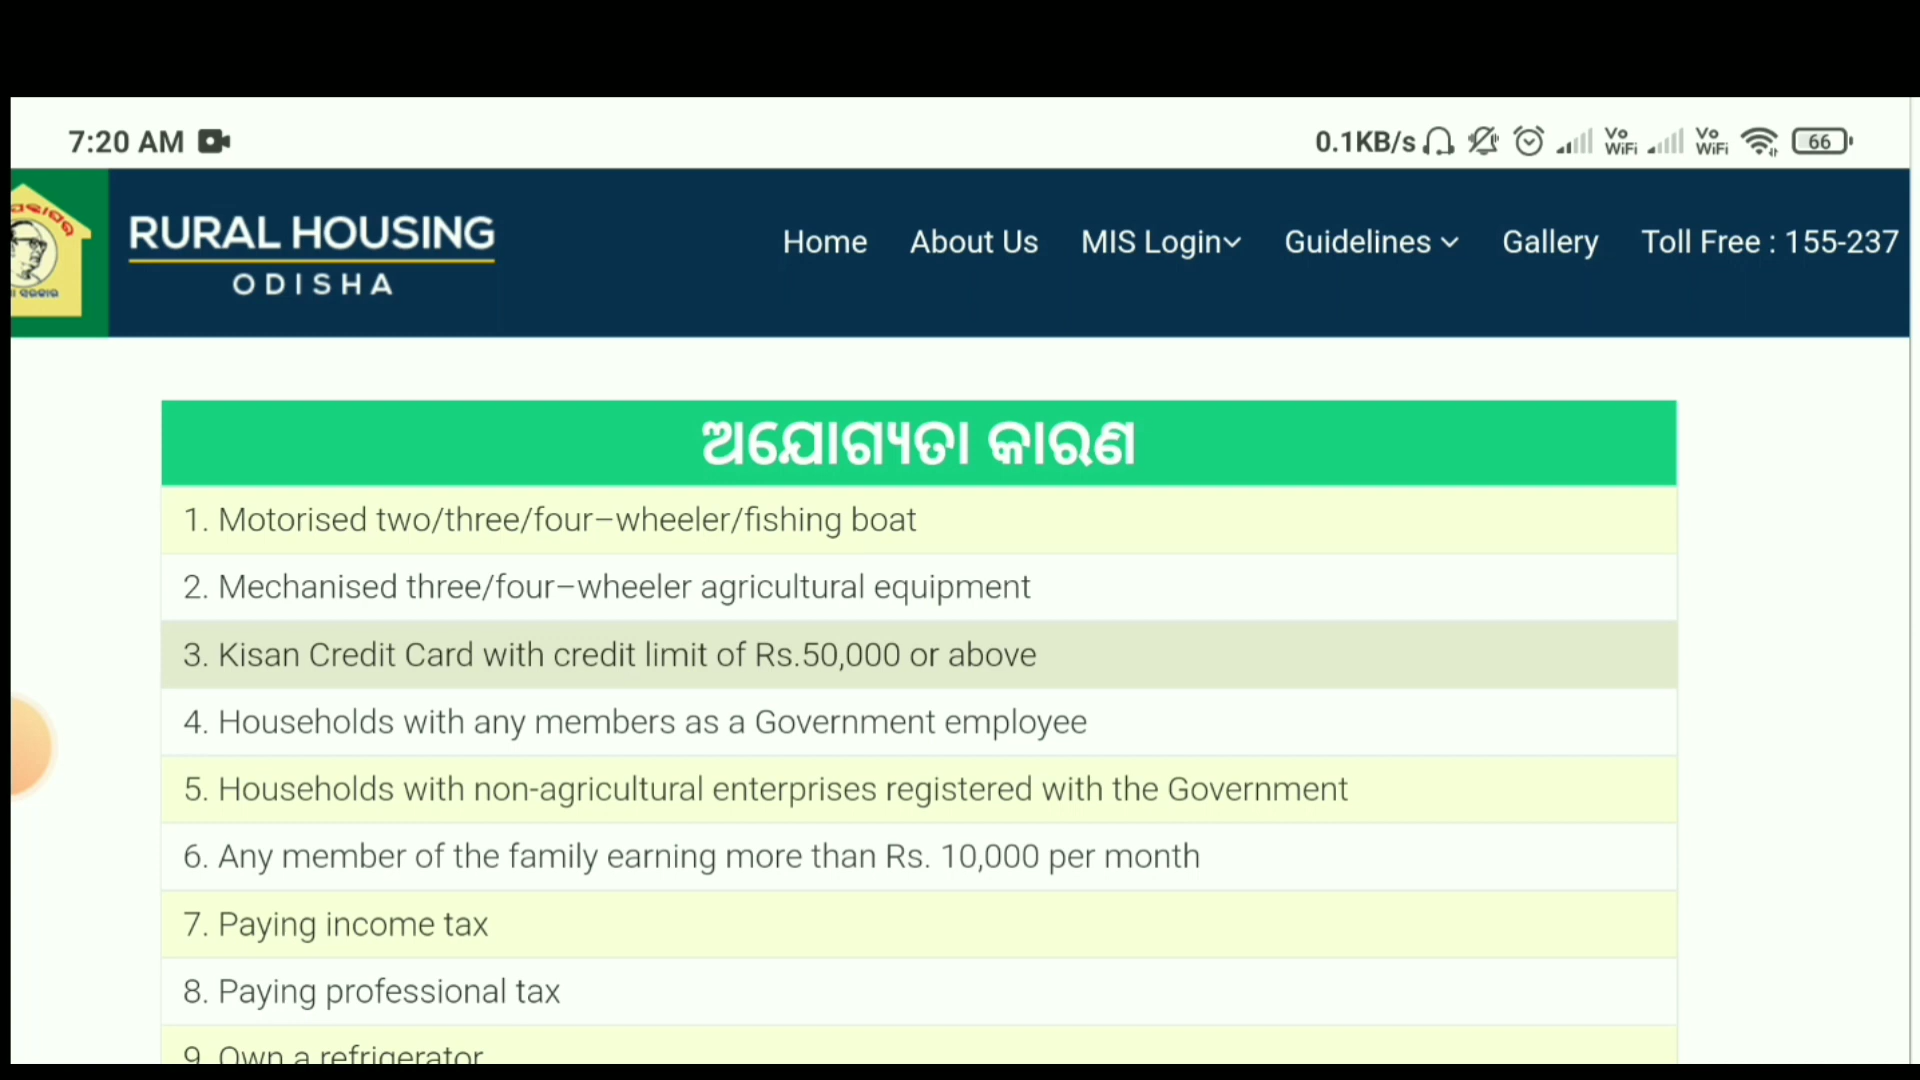 7:20 AM
0.1KB/s Vo WiFi Vo WiFi 66
RURAL HOUSING
ODISHA
Home About Us MIS Login Guidelines Gallery Toll Free : 155-237
ଅଯୋଗ୍ୟତା କାରଣ
1. Motorised two/three/four–wheeler/fishing boat
2. Mechanised three/four–wheeler agricultural equipment
3. Kisan Credit Card with credit limit of Rs.50,000 or above
4. Households with any members as a Government employee
5. Households with non-agricultural enterprises registered with the Government
6. Any member of the family earning more than Rs. 10,000 per month
7. Paying income tax
8. Paying professional tax
9. Own a refrigerator